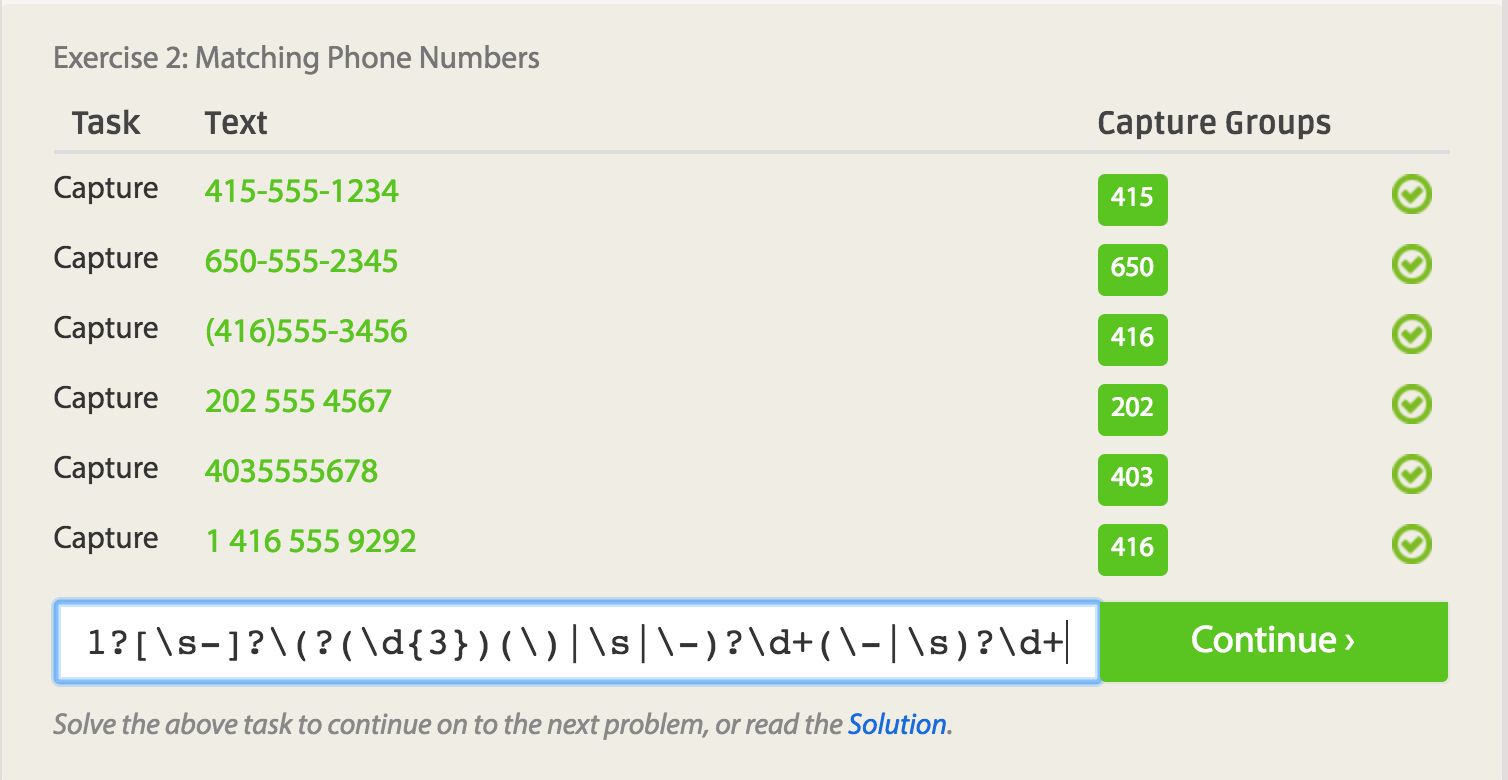 Exercise 2: Matching Phone Numbers
Task Text Capture Groups
Capture 415-555-1234 415
Capture 650-555-2345 650
Capture (416)555-3456 416
Capture 202 555 4567 202
Capture 4035555678 403
Capture 1 416 555 9292 416
1?[\s-]?\(?(\d{3})(\)|\s|\-)?\d+(\-|\s)?\d+ Continue ›
Solve the above task to continue on to the next problem, or read the Solution.